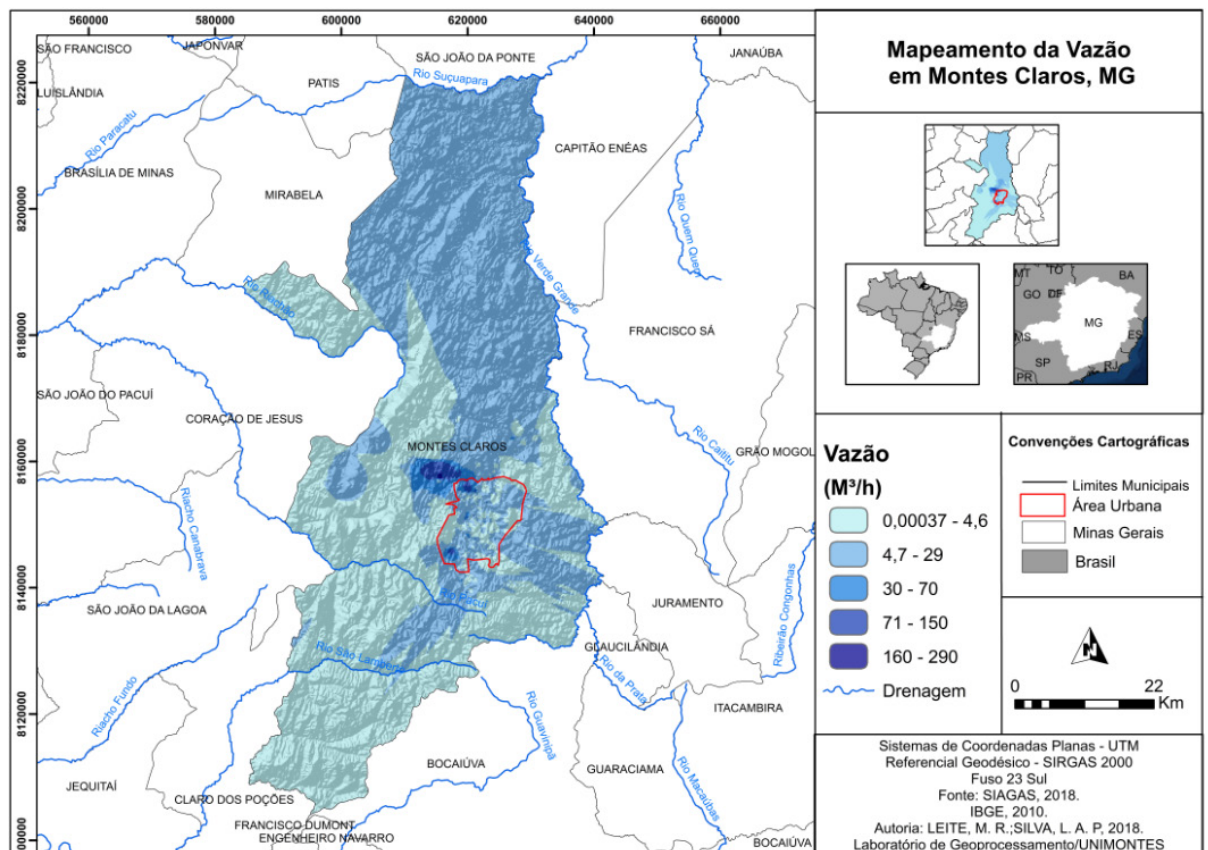 560000
580000
600000
620000
640000
660000
8220000
8200000
8180000
8160000
8140000
8120000
00000
SÃO FRANCISCO
JAPONVAR
SÃO JOÃO DA PONTE
JANAÚBA
Rio Suçuapara
PATIS
LUISLÂNDIA
Rio Paracatu
CAPITÃO ENÉAS
BRASÍLIA DE MINAS
MIRABELA
Rio Quem Quem
Rio Verde Grande
Rio Riachão
FRANCISCO SÁ
SÃO JOÃO DO PACUÍ
CORAÇÃO DE JESUS
Rio Caititu
MONTES CLAROS
GRÃO MOGOL
Riacho Canabrava
SÃO JOÃO DA LAGOA
Rio Pacuí
JURAMENTO
Ribeirão Congonhas
GLAUCILÂNDIA
Rio São Lamberto
Rio da Prata
Riacho Fundo
ITACAMBIRA
Rio Guavinipã
JEQUITAÍ
BOCAIÚVA
GUARACIAMA
Rio Macaúbas
CLARO DOS POÇÕES
FRANCISCO DUMONT
ENGENHEIRO NAVARRO
BOCAIÚVA
Mapeamento da Vazão
em Montes Claros, MG
MT
TO
BA
GO
DF
MG
MS
ES
SP
RJ
PR
Vazão
(M³/h)
0,00037 - 4,6
4,7 - 29
30 - 70
71 - 150
160 - 290
Drenagem
Convenções Cartográficas
Limites Municipais
Área Urbana
Minas Gerais
Brasil
N
0 22
Km
Sistemas de Coordenadas Planas - UTM
Referencial Geodésico - SIRGAS 2000
Fuso 23 Sul
Fonte: SIAGAS, 2018.
IBGE, 2010.
Autoria: LEITE, M. R.;SILVA, L. A. P, 2018.
Laboratório de Geoprocessamento/UNIMONTES